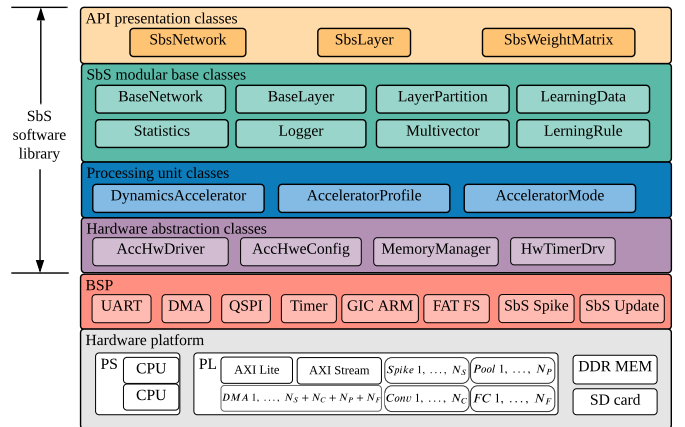 API presentation classes
SbsNetwork SbsLayer SbsWeightMatrix
SbS modular base classes
BaseNetwork BaseLayer LayerPartition LearningData
Statistics Logger Multivector LerningRule
SbS
software
library
Processing unit classes
DynamicsAccelerator AcceleratorProfile AcceleratorMode
Hardware abstraction classes
AccHwDriver AccHweConfig MemoryManager HwTimerDrv
BSP
UART DMA QSPI Timer GIC ARM FAT FS SbS Spike SbS Update
Hardware platform
PS CPU PL AXI Lite AXI Stream Spike 1, …, N_S Pool 1, …, N_P DDR MEM
CPU DMA 1, …, N_S + N_C + N_P + N_F Conv 1, …, N_C FC 1, …, N_F SD card